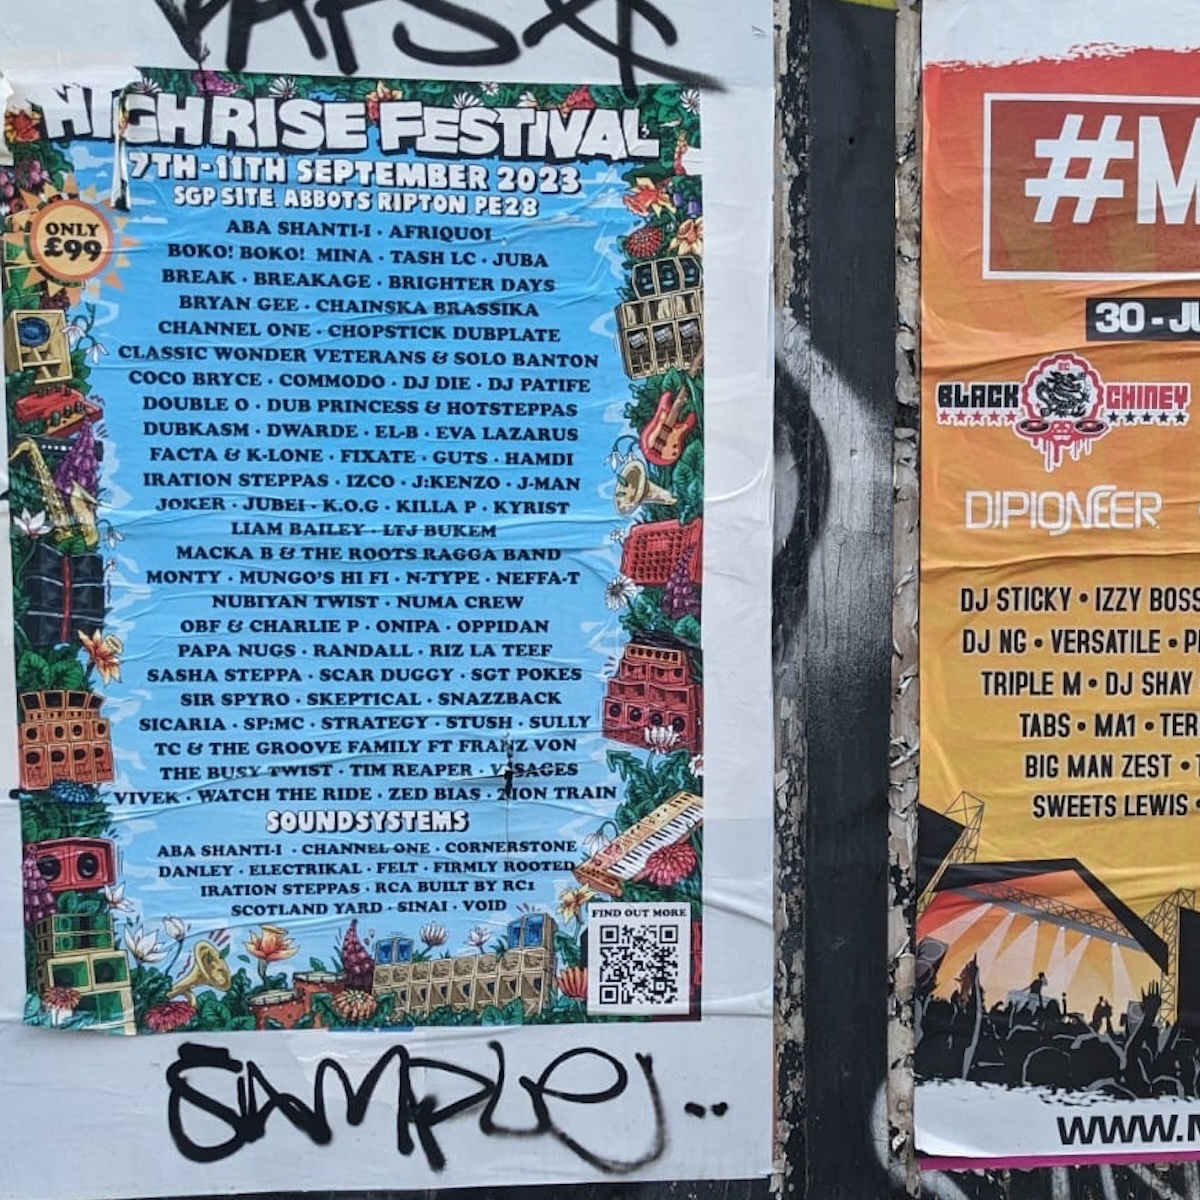 HIGH RISE FESTIVAL
7TH-11TH SEPTEMBER 2023
SGP SITE ABBOTS RIPTON PE28
ONLY
£99
ABA SHANTI-I · AFRIQUOI
BOKO! BOKO! MINA · TASH LC · JUBA
BREAK · BREAKAGE · BRIGHTER DAYS
BRYAN GEE · CHAINSKA BRASSIKA
CHANNEL ONE · CHOPSTICK DUBPLATE
CLASSIC WONDER VETERANS & SOLO BANTON
COCO BRYCE · COMMODO · DJ DIE · DJ PATIFE
DOUBLE O · DUB PRINCESS & HOTSTEPPAS
DUBKASM · DWARDE · EL-B · EVA LAZARUS
FACTA & K-LONE · FIXATE · GUTS · HAMDI
IRATION STEPPAS · IZCO · J:KENZO · J-MAN
JOKER · JUBEI · K.O.G · KILLA P · KYRIST
LIAM BAILEY · LTJ BUKEM
MACKA B & THE ROOTS RAGGA BAND
MONTY · MUNGO'S HI FI · N-TYPE · NEFFA-T
NUBIYAN TWIST · NUMA CREW
OBF & CHARLIE P · ONIPA · OPPIDAN
PAPA NUGS · RANDALL · RIZ LA TEEF
SASHA STEPPA · SCAR DUGGY · SGT POKES
SIR SPYRO · SKEPTICAL · SNAZZBACK
SICARIA · SP:MC · STRATEGY · STUSH · SULLY
TC & THE GROOVE FAMILY FT FRANZ VON
THE BUSY TWIST · TIM REAPER · VISAGES
VIVEK · WATCH THE RIDE · ZED BIAS · ZION TRAIN
SOUNDSYSTEMS
ABA SHANTI-I · CHANNEL ONE · CORNERSTONE
DANLEY · ELECTRIKAL · FELT · FIRMLY ROOTED
IRATION STEPPAS · RCA BUILT BY RC1
SCOTLAND YARD · SINAI · VOID
FIND OUT MORE
SAMPLE
#M
30 - JU
BLACK CHINEY
DJPIONEER
DJ STICKY • IZZY BOSS
DJ NG • VERSATILE • P
TRIPLE M • DJ SHAY
TABS • MA1 • TER
BIG MAN ZEST • T
SWEETS LEWIS •
WWW.M